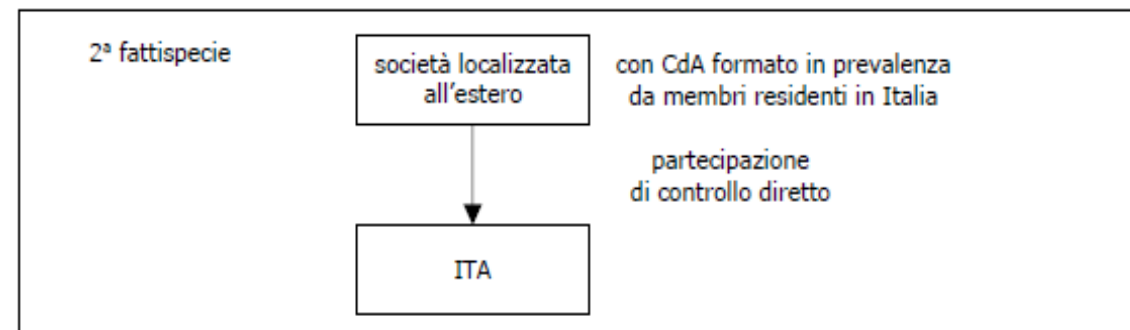 2ª fattispecie
società localizzata
all'estero
con CdA formato in prevalenza
da membri residenti in Italia
partecipazione
di controllo diretto
ITA